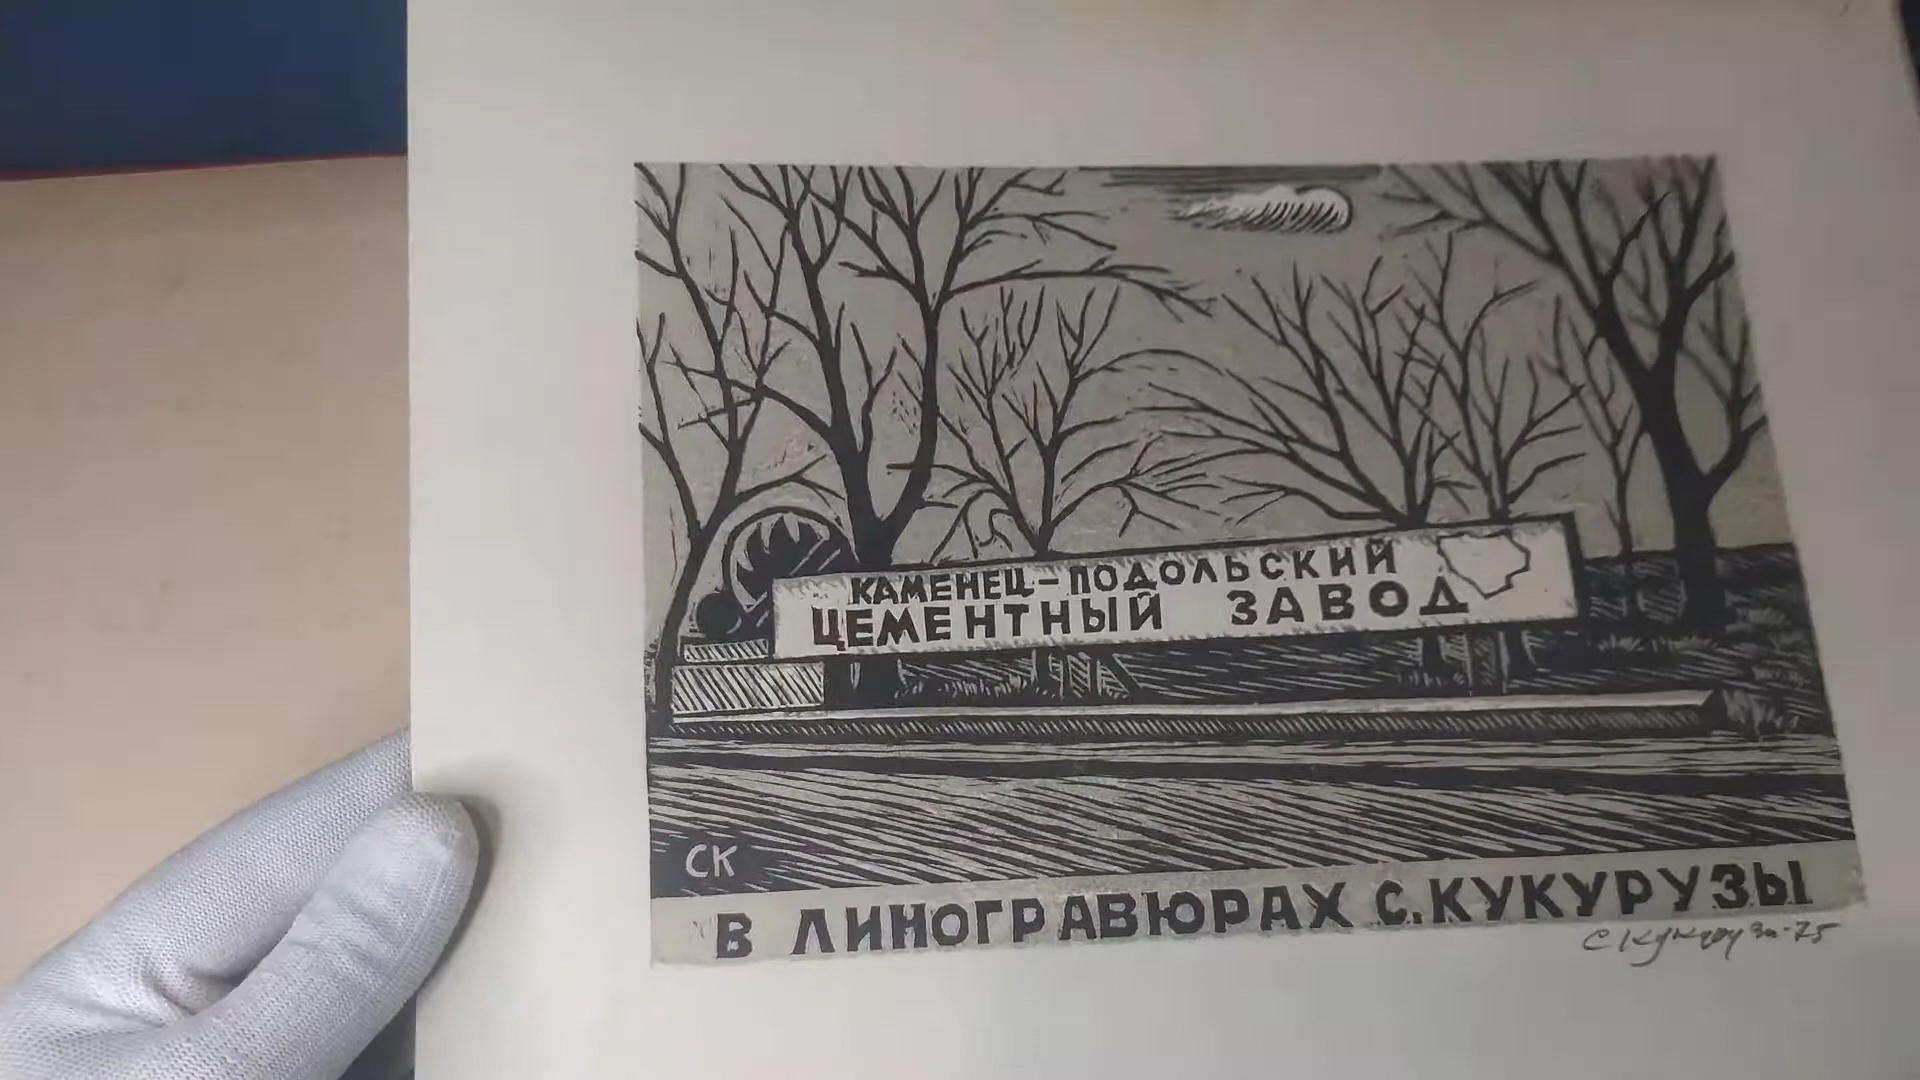 КАМЕНЕЦ-ПОДОЛЬСКИЙ
ЦЕМЕНТНЫЙ ЗАВОД
СК
В ЛИНОГРАВЮРАХ С.КУКУРУЗЫ
С Кукуруза-75